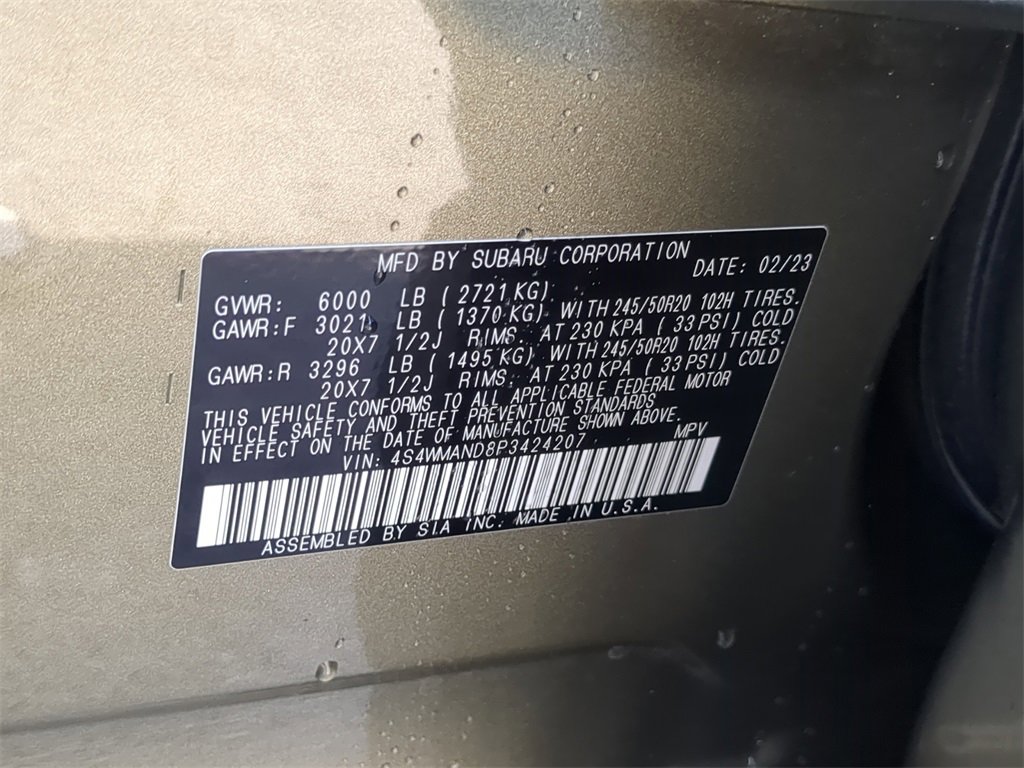 MFD BY SUBARU CORPORATION DATE: 02/23
GVWR: 6000 LB ( 2721 KG)
GAWR:F 3021 LB ( 1370 KG) WITH 245/50R20 102H TIRES.
20X7 1/2J RIMS: AT 230 KPA ( 33 PSI) COLD
GAWR:R 3296 LB ( 1495 KG) WITH 245/50R20 102H TIRES.
20X7 1/2J RIMS: AT 230 KPA ( 33 PSI) COLD
THIS VEHICLE CONFORMS TO ALL APPLICABLE FEDERAL MOTOR
VEHICLE SAFETY AND THEFT PREVENTION STANDARDS
IN EFFECT ON THE DATE OF MANUFACTURE SHOWN ABOVE.
VIN: 4S4WMAND8P3424207 MPV
ASSEMBLED BY SIA INC. MADE IN U.S.A.